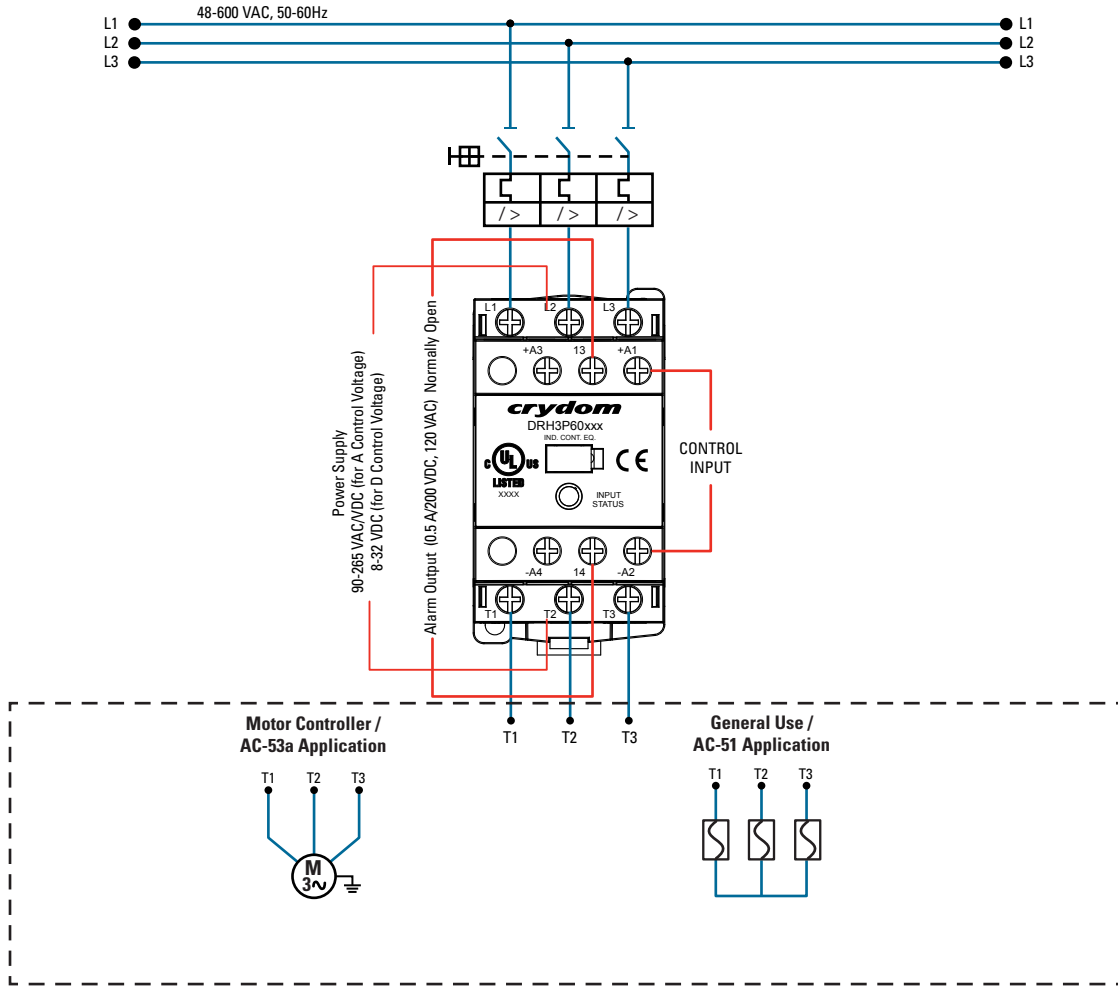 48-600 VAC, 50-60Hz
L1
L1
L2
L2
L3
L3
/ >
/ >
/ >
Power Supply
90-265 VAC/VDC (for A Control Voltage)
8-32 VDC (for D Control Voltage)
Alarm Output (0.5 A/200 VDC, 120 VAC) Normally Open
L1
L2
L3
+A3
13
+A1
crydom
DRH3P60xxx
IND. CONT. EQ.
C UL US
LISTED
XXXX
CE
INPUT
STATUS
CONTROL
INPUT
-A4
14
-A2
T1
T2
T3
T1
T2
T3
Motor Controller /
AC-53a Application
T1
T2
T3
M
3∿
General Use /
AC-51 Application
T1
T2
T3